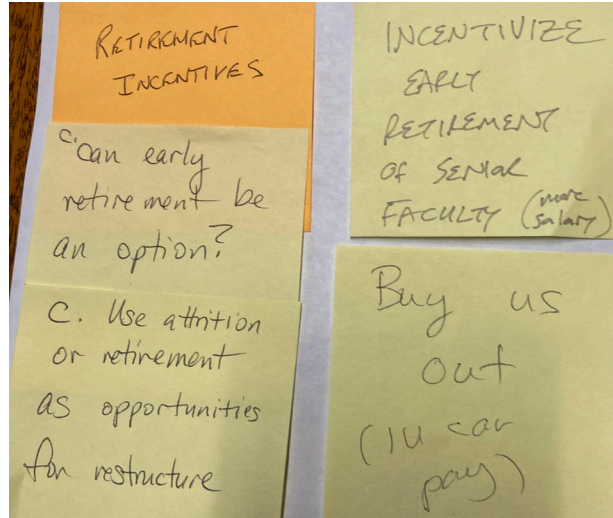 RETIREMENT
INCENTIVES
C. Can early
retirement be
an option?
C. Use attrition
or retirement
as opportunities
for restructure
INCENTIVIZE
EARLY
RETIREMENT
OF SENIOR
FACULTY (more
salary)
Buy us
out
(IU can
pay)